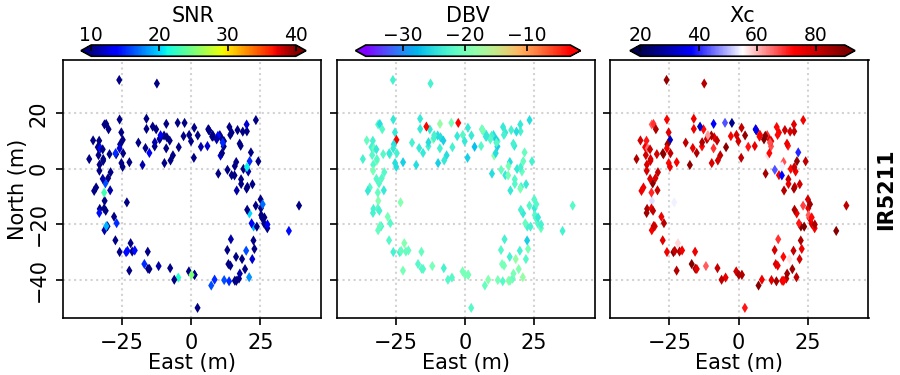 SNR DBV Xc
10 20 30 40 −30 −20 −10 20 40 60 80
20
0
−20
−40
North (m)
−25 0 25 −25 0 25 −25 0 25
East (m) East (m) East (m)
IR5211